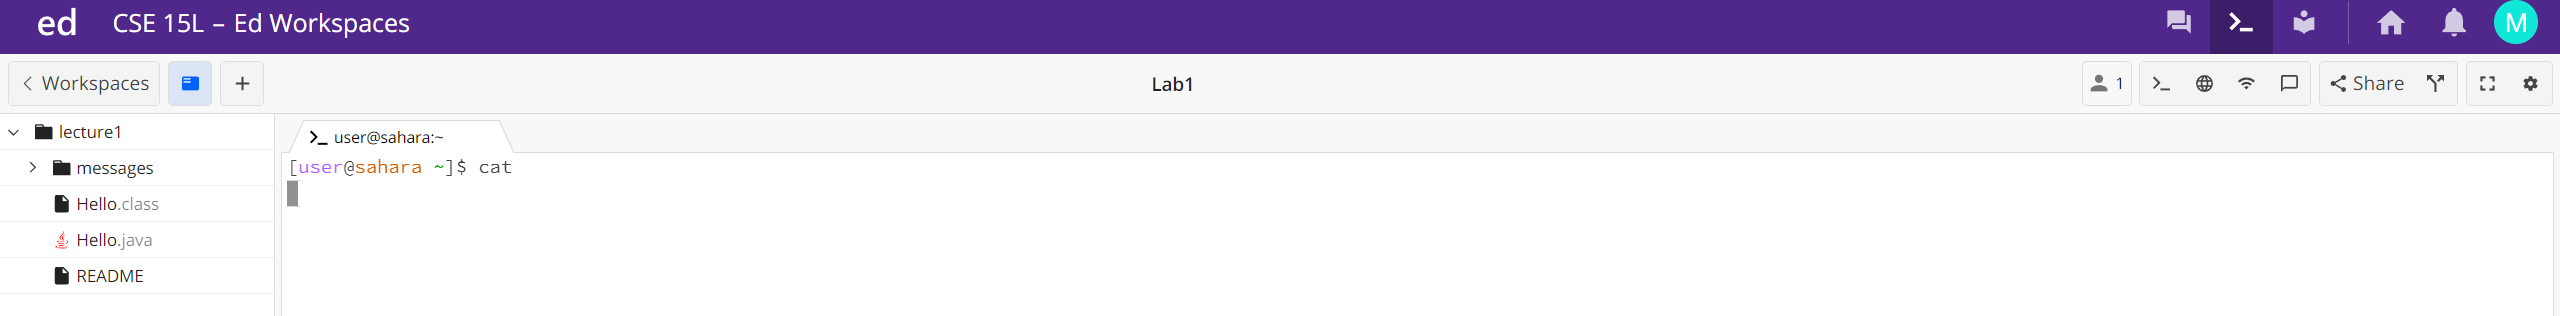 ed CSE 15L – Ed Workspaces M
Workspaces + Lab1 1 Share
lecture1
messages
Hello.class
Hello.java
README
user@sahara:~
[user@sahara ~]$ cat